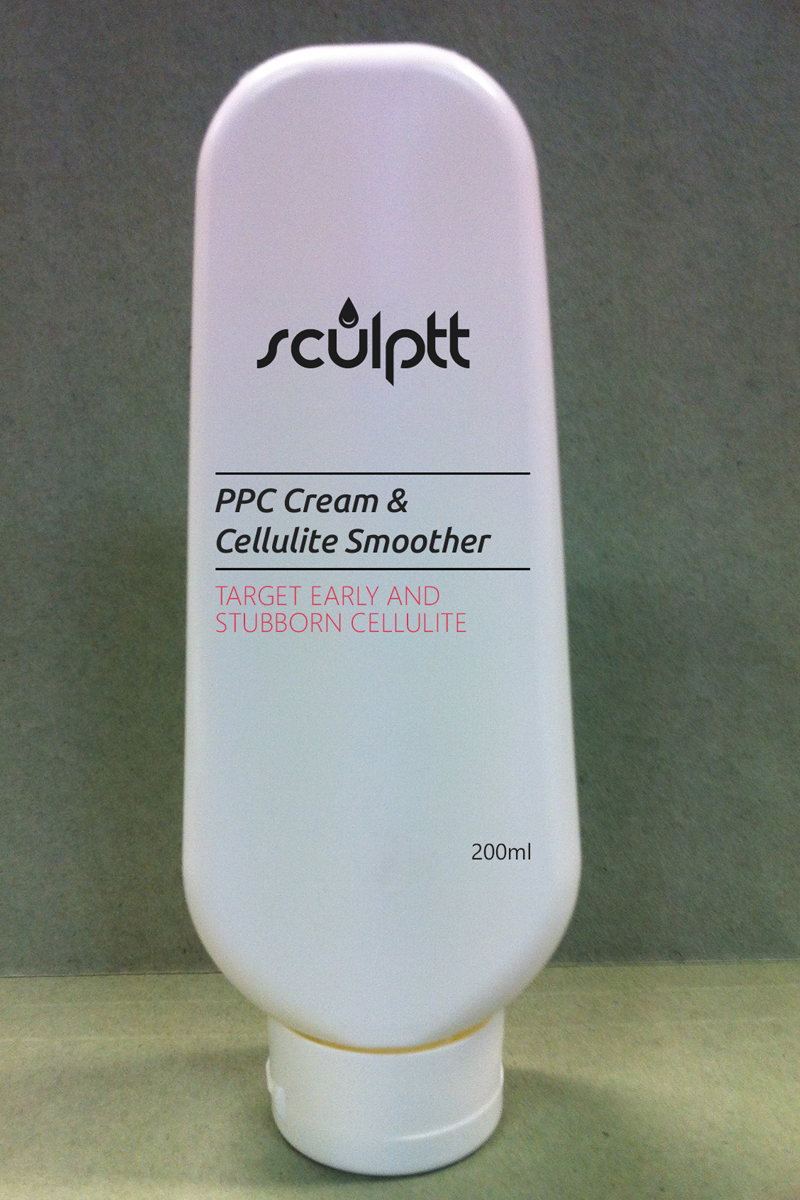 sculptt
PPC Cream &
Cellulite Smoother
TARGET EARLY AND
STUBBORN CELLULITE
200ml